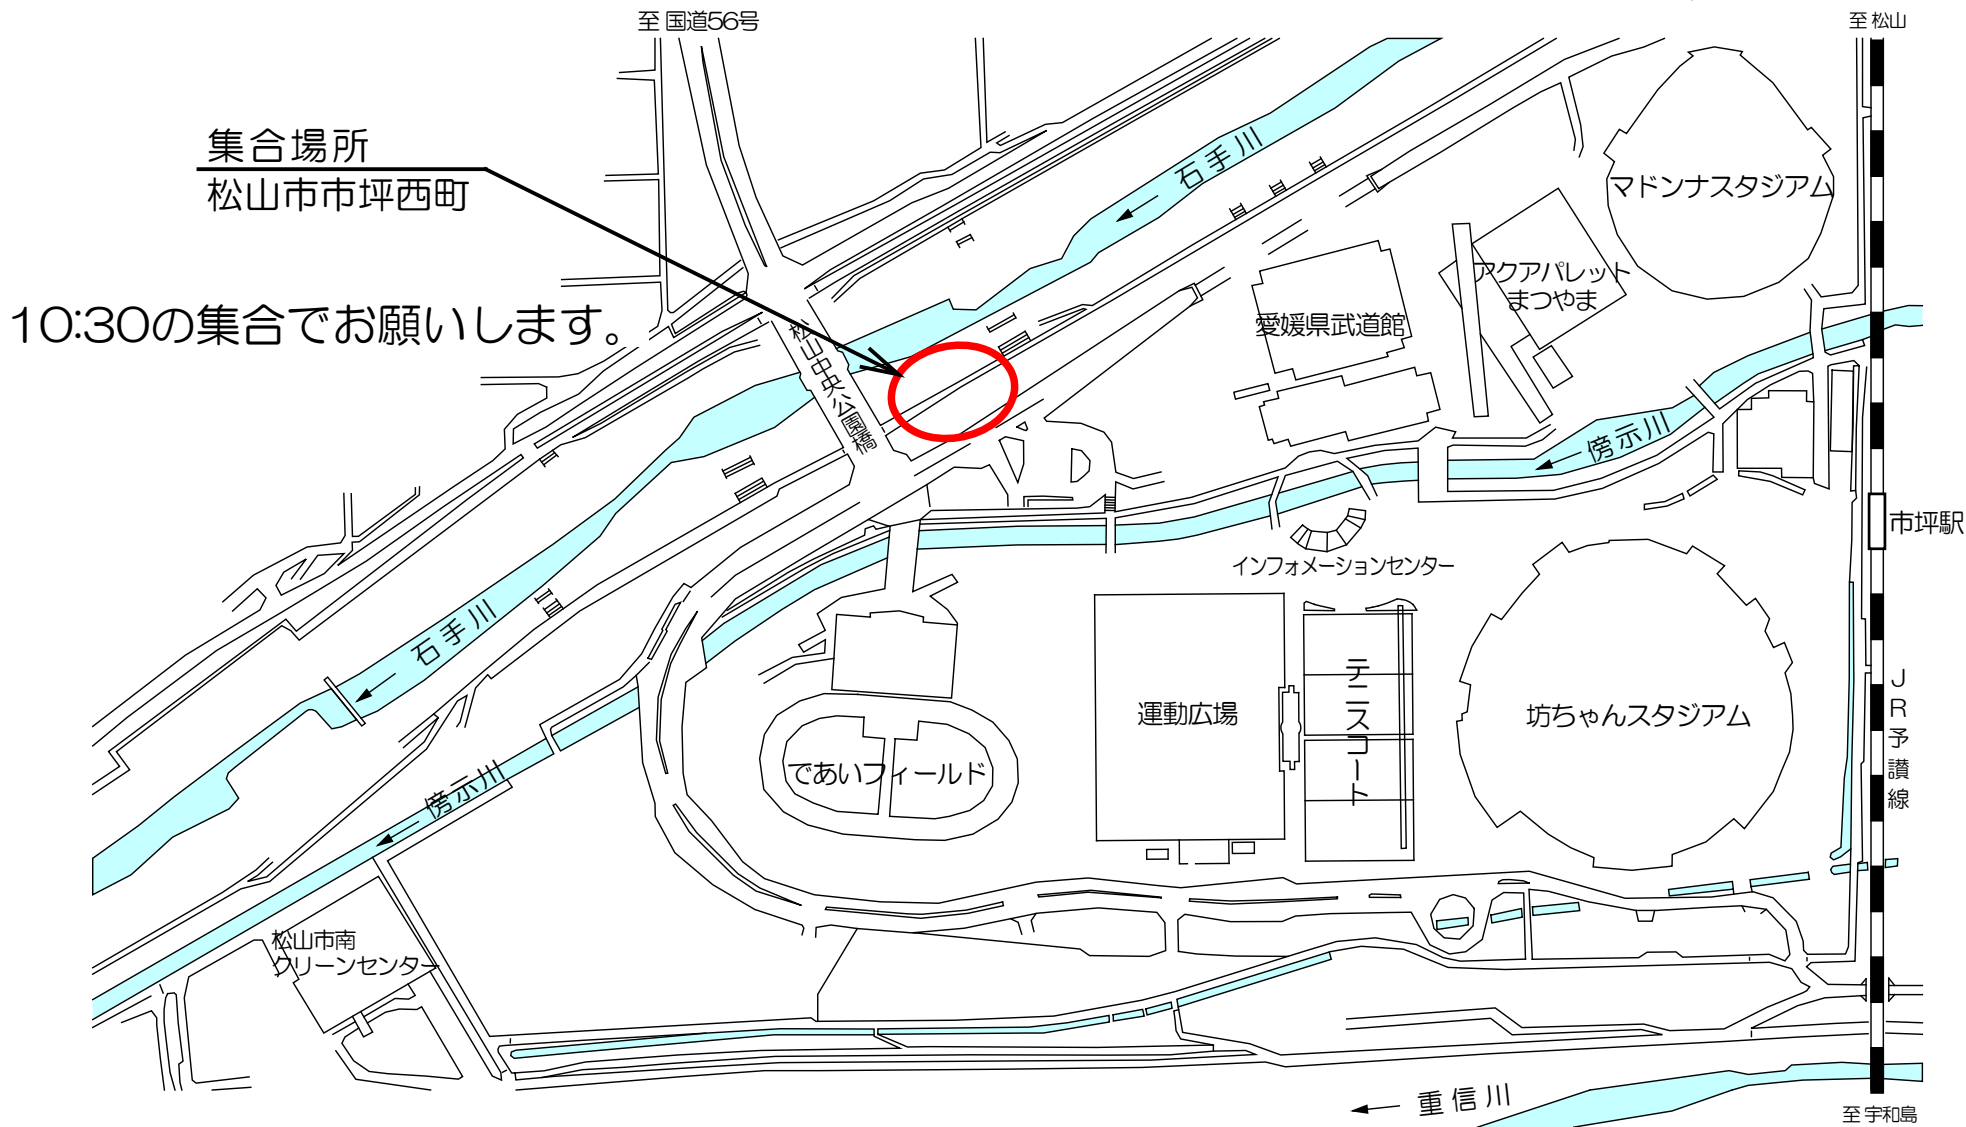 至 国道56号
至 松山
集合場所
松山市市坪西町
10:30の集合でお願いします。
石手川
マドンナスタジアム
アクアパレット
まつやま
愛媛県武道館
松山中央公園橋
傍示川
市坪駅
インフォメーションセンター
石手川
テニスコート
運動広場
坊ちゃんスタジアム
JR予讃線
であいフィールド
傍示川
松山市南
クリーンセンター
重信川
至 宇和島